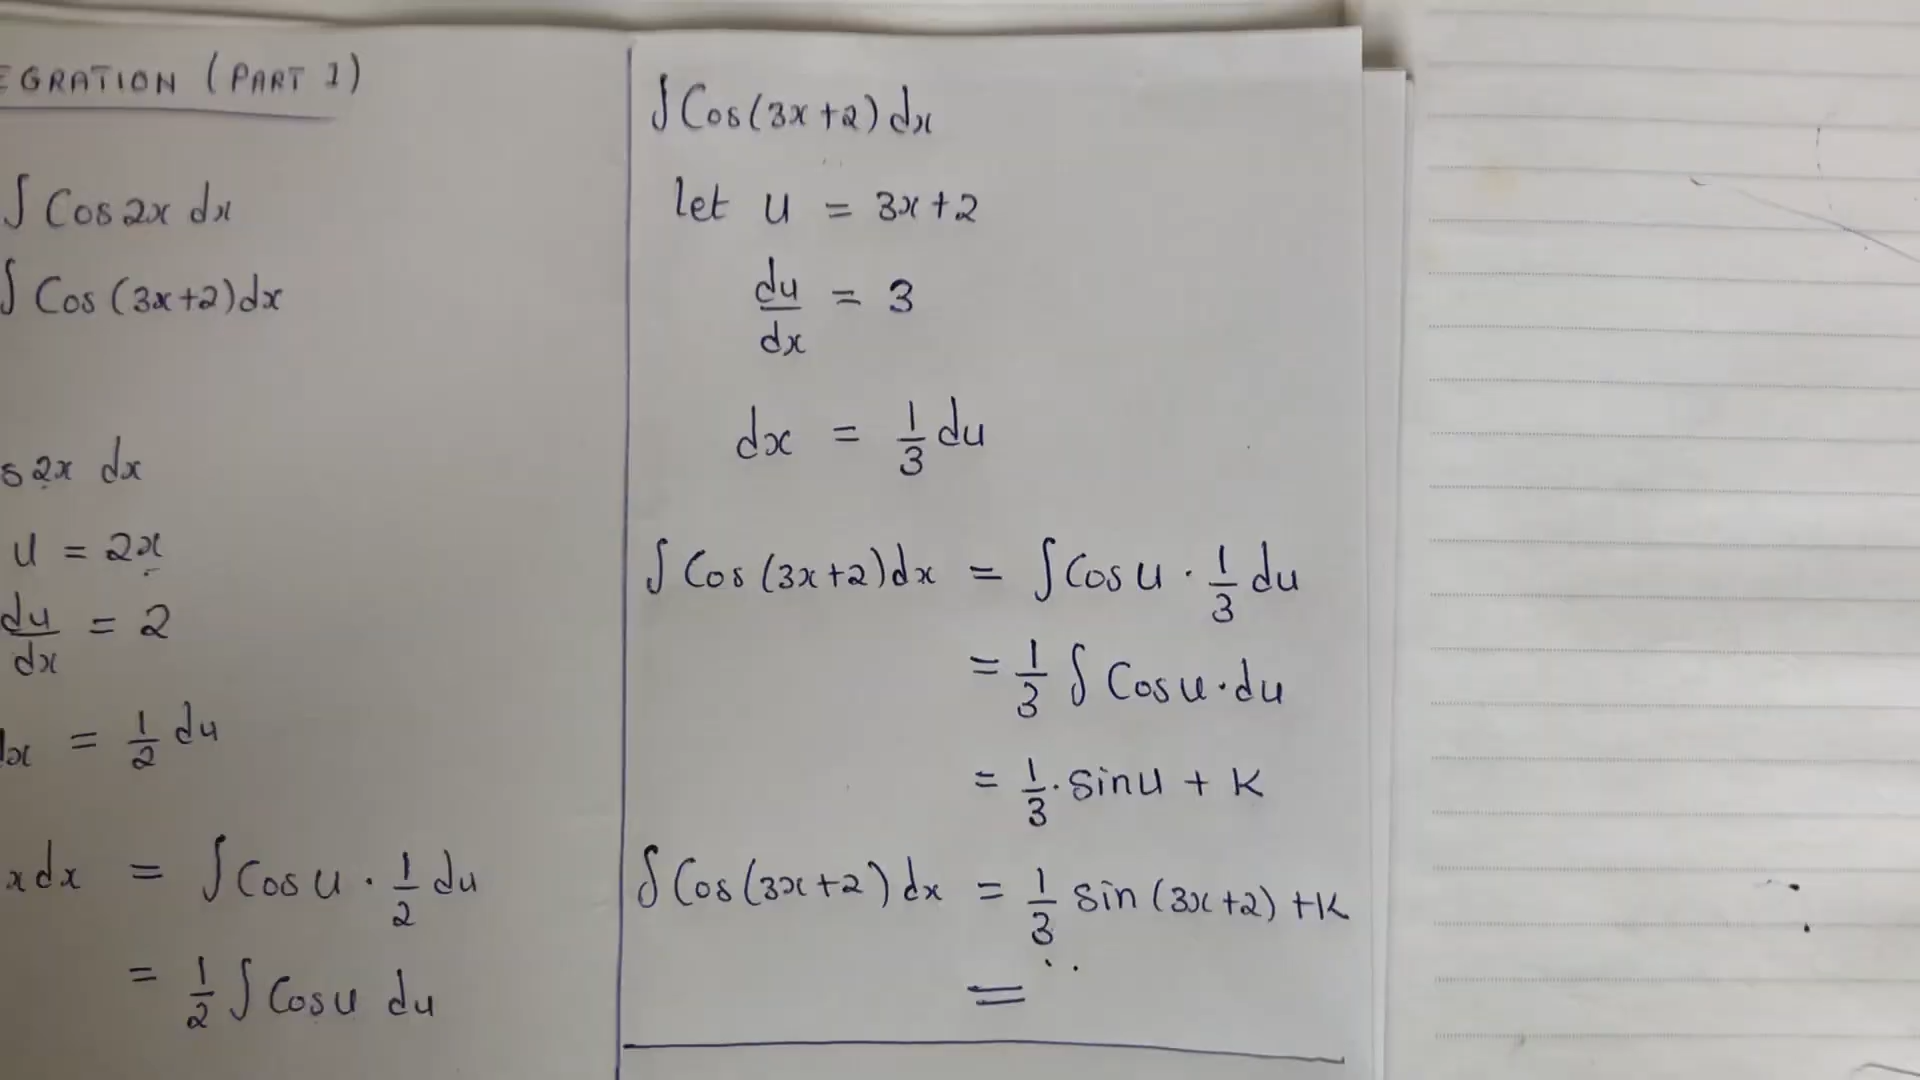 EGRATION (PART 1)
∫ Cos 2x dx
∫ Cos (3x+2) dx
s 2x dx
u = 2x
du/dx = 2
dx = 1/2 du
x dx = ∫ Cos u · 1/2 du
= 1/2 ∫ Cos u du
∫ Cos (3x+2) dx
let u = 3x+2
du/dx = 3
dx = 1/3 du
∫ Cos (3x+2) dx = ∫ Cos u · 1/3 du
= 1/3 ∫ Cos u · du
= 1/3 · sin u + K
∫ Cos (3x+2) dx = 1/3 sin (3x+2) + K
=